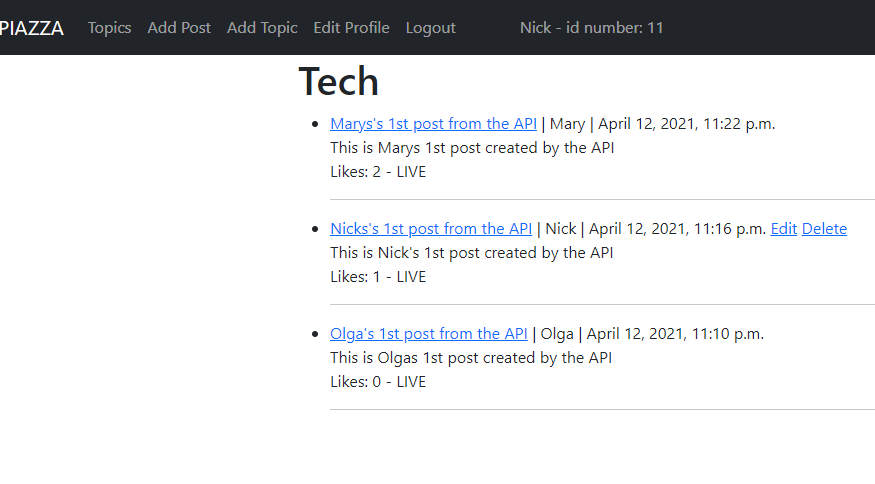 PIAZZA Topics Add Post Add Topic Edit Profile Logout Nick - id number: 11
Tech
Marys's 1st post from the API | Mary | April 12, 2021, 11:22 p.m.
This is Marys 1st post created by the API
Likes: 2 - LIVE
Nicks's 1st post from the API | Nick | April 12, 2021, 11:16 p.m. Edit Delete
This is Nick's 1st post created by the API
Likes: 1 - LIVE
Olga's 1st post from the API | Olga | April 12, 2021, 11:10 p.m.
This is Olgas 1st post created by the API
Likes: 0 - LIVE